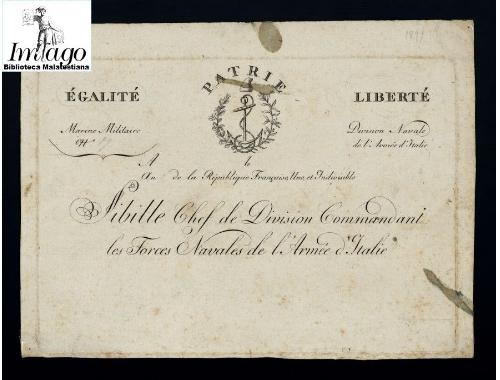 Imago
Biblioteca Malatestiana
PATRIE
ÉGALITÉ
LIBERTÉ
Marine Militaire
Division Navale
de l'Armée d'Italie
A le
An de la République Française, Une, et Indivisible
Sibille Chef de Division Commandant
les Forces Navales de l'Armée d'Italie